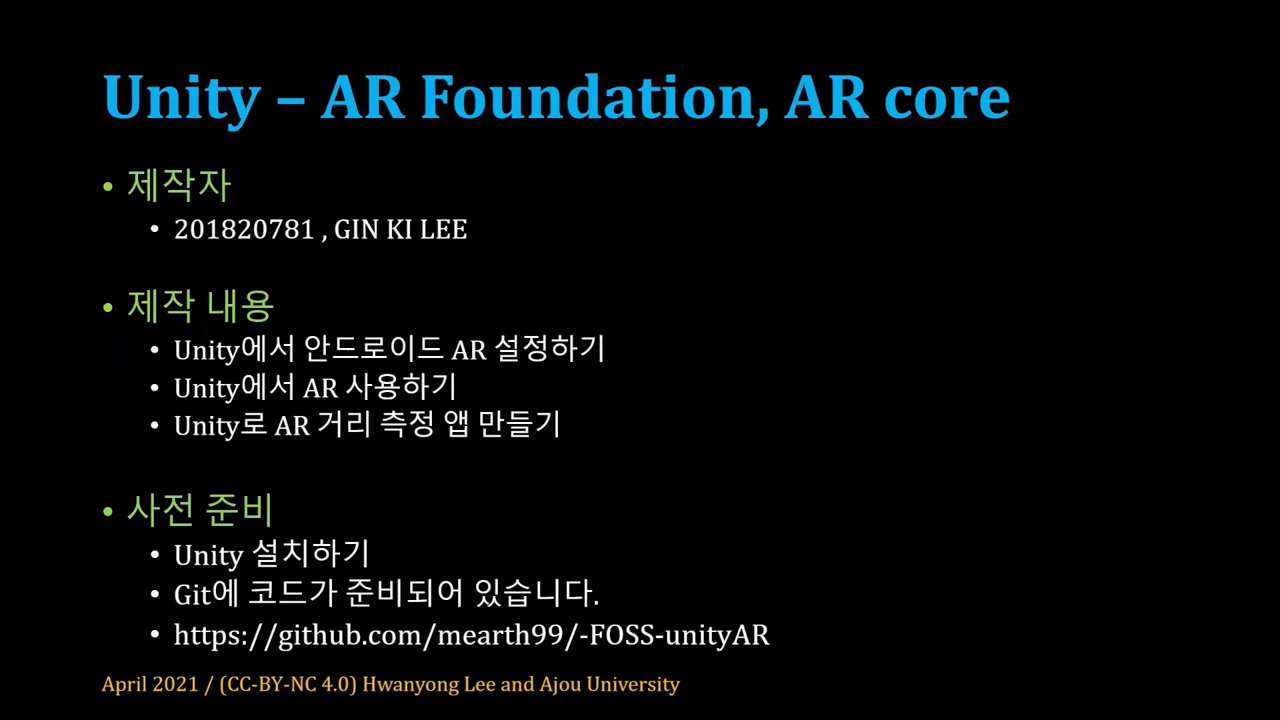 Unity – AR Foundation, AR core
• 제작자
• 201820781 , GIN KI LEE
• 제작 내용
• Unity에서 안드로이드 AR 설정하기
• Unity에서 AR 사용하기
• Unity로 AR 거리 측정 앱 만들기
• 사전 준비
• Unity 설치하기
• Git에 코드가 준비되어 있습니다.
• https://github.com/mearth99/-FOSS-unityAR
April 2021 / (CC-BY-NC 4.0) Hwanyong Lee and Ajou University